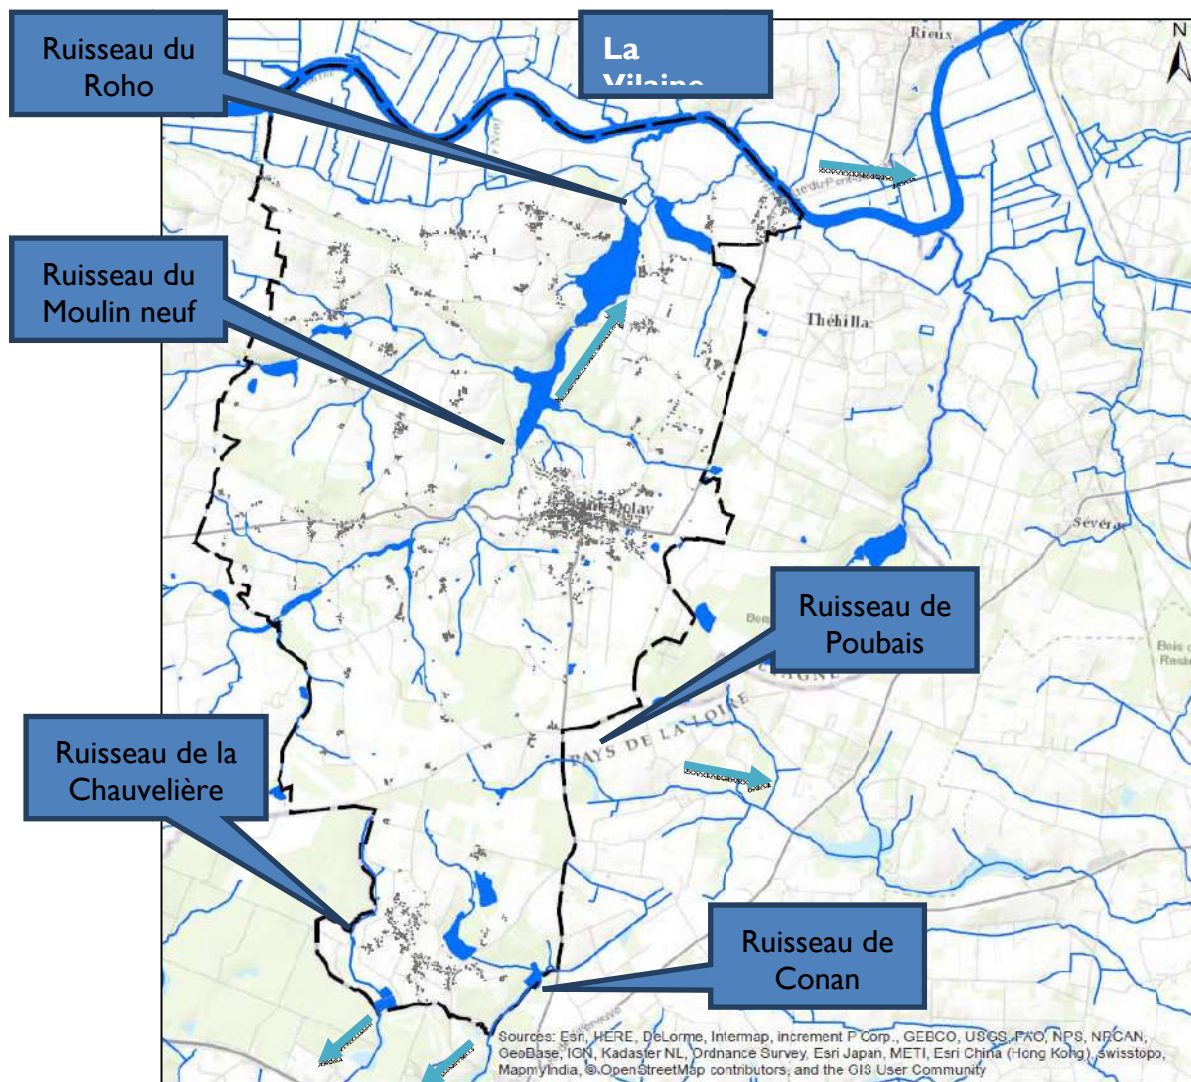 Ruisseau du
Roho
La
Vilaine
Rieux
N
Ruisseau du
Moulin neuf
Théhilla
Sévérac
Ruisseau de
Poubais
PAYS DE LA LOIRE
Ruisseau de la
Chauvelière
Ruisseau de
Conan
Sources: Esri, HERE, DeLorme, Intermap, increment P Corp., GEBCO, USGS, FAO, NPS, NRCAN,
GeoBase, IGN, Kadaster NL, Ordnance Survey, Esri Japan, METI, Esri China (Hong Kong), swisstopo,
MapmyIndia, © OpenStreetMap contributors, and the GIS User Community